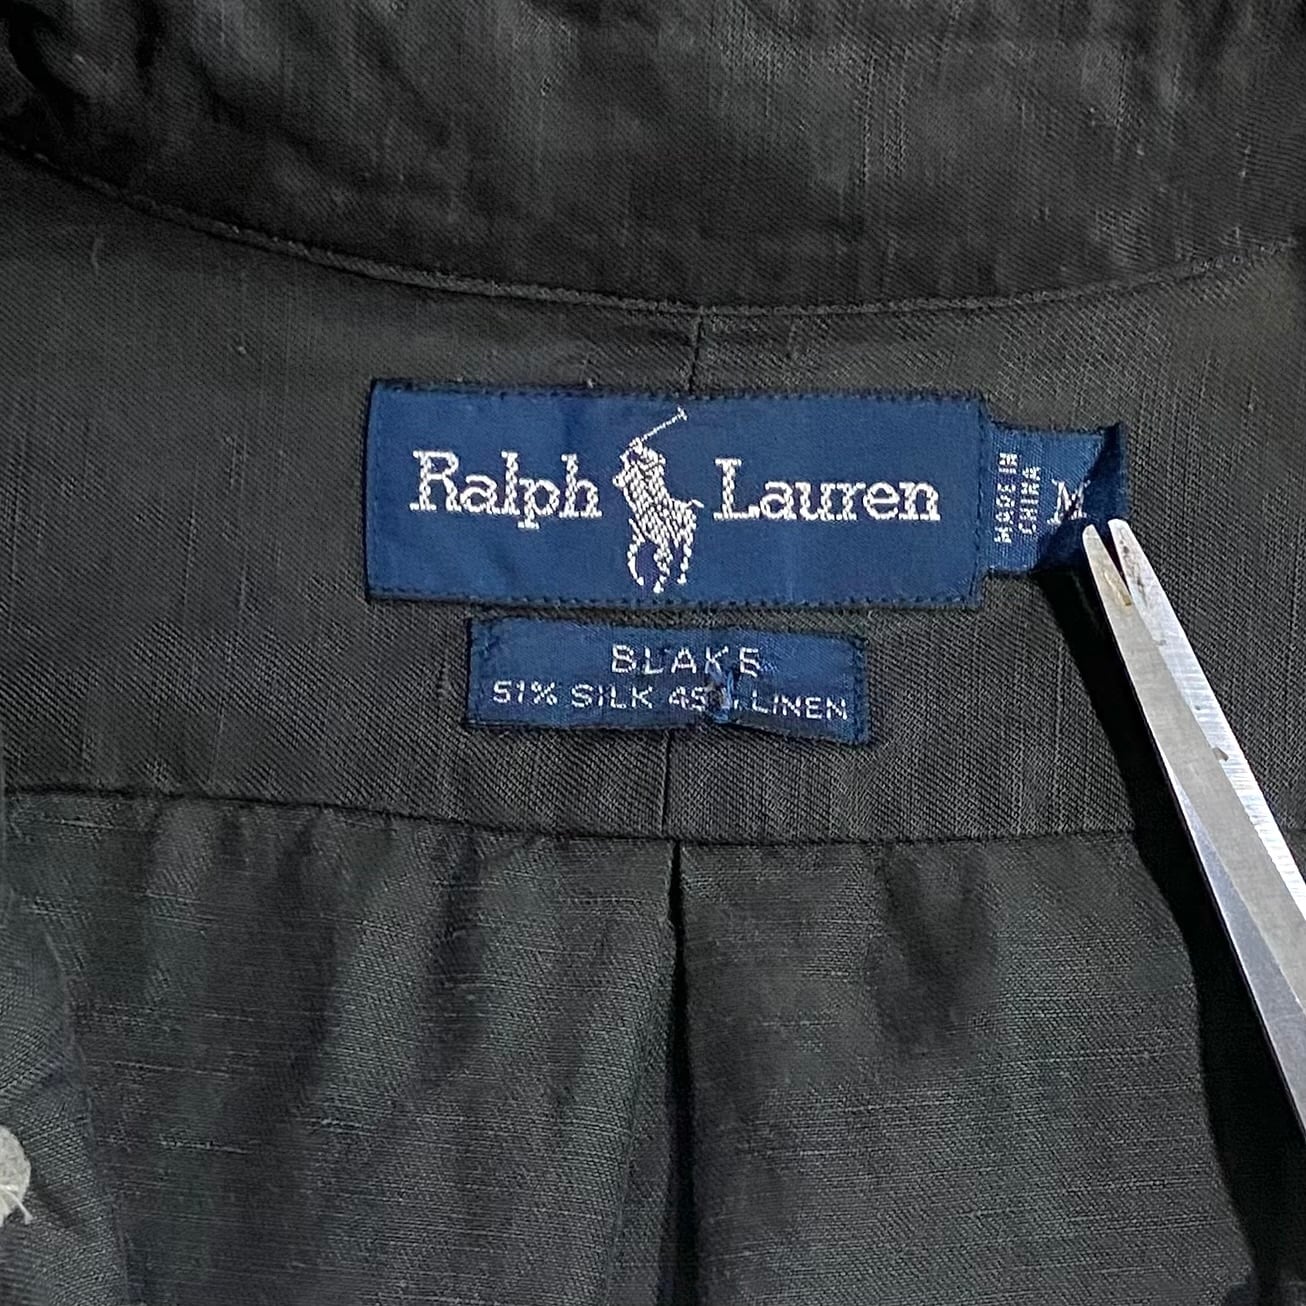 Ralph Lauren
MADE IN
CHINA
M
BLAKE
51% SILK LINEN